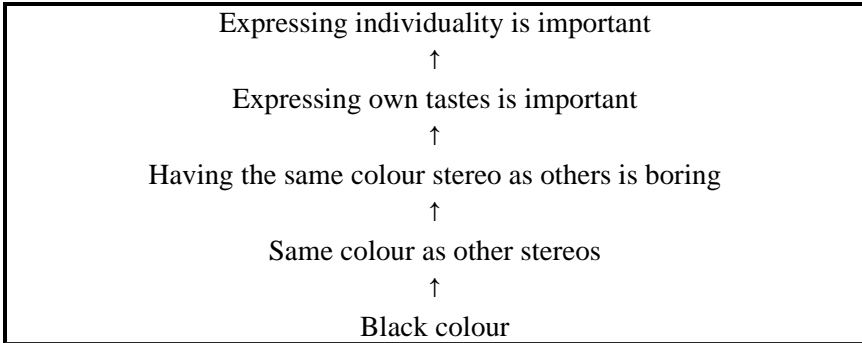 Expressing individuality is important
↑
Expressing own tastes is important
↑
Having the same colour stereo as others is boring
↑
Same colour as other stereos
↑
Black colour